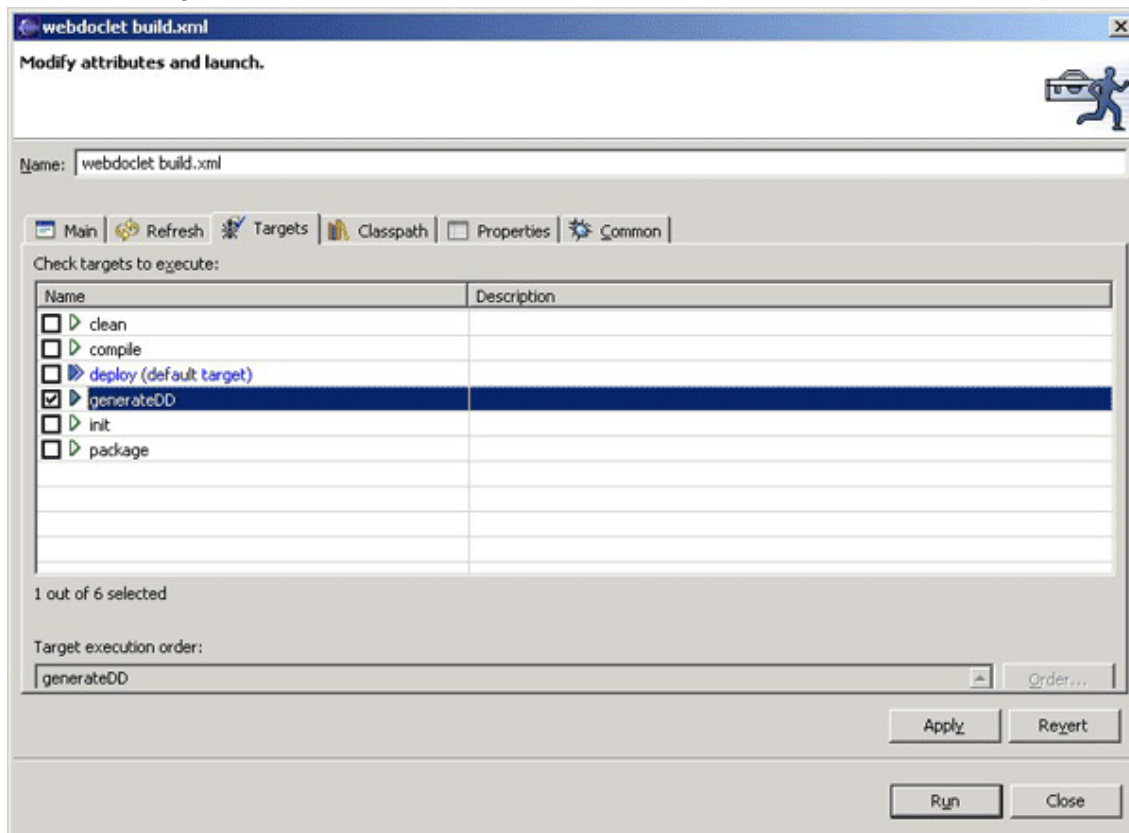 webdoclet build.xml
Modify attributes and launch.
Name: webdoclet build.xml
Main Refresh Targets Classpath Properties Common
Check targets to execute:
Name Description
clean
compile
deploy (default target)
generateDD
init
package
1 out of 6 selected
Target execution order:
generateDD Order...
Apply Revert
Run Close